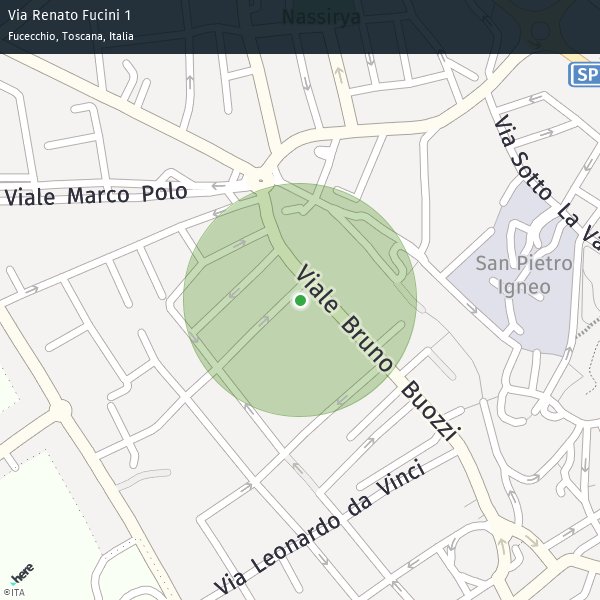 Via Renato Fucini 1
Fucecchio, Toscana, Italia
Nassirya
SP
Viale Marco Polo
Via Sotto La Va
San Pietro
Igneo
Viale Bruno Buozzi
Via Leonardo da Vinci
here
©ITA